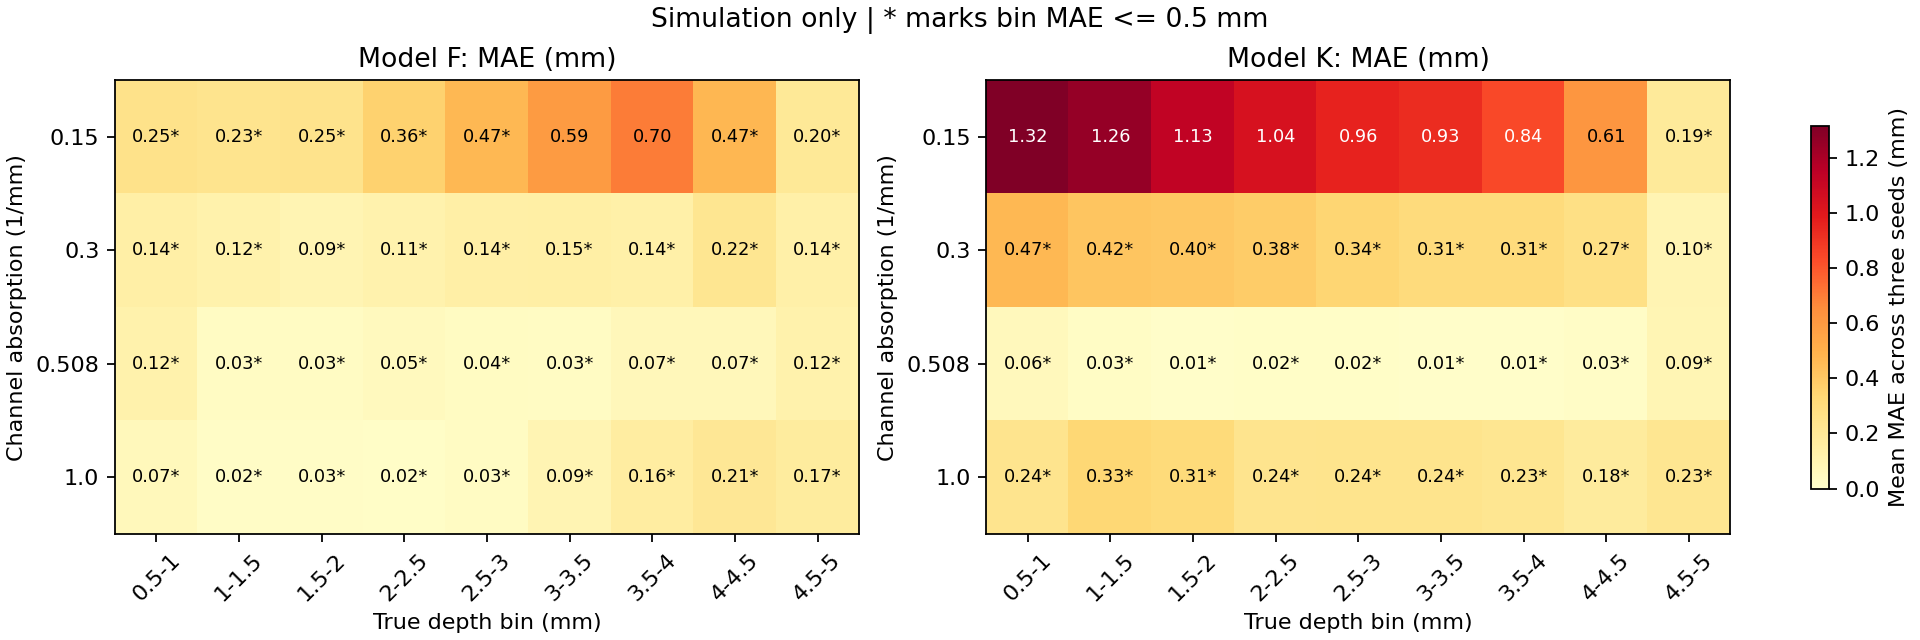 Simulation only | * marks bin MAE <= 0.5 mm
Model F: MAE (mm)
Channel absorption (1/mm)
0.15 0.25* 0.23* 0.25* 0.36* 0.47* 0.59 0.70 0.47* 0.20*
0.3 0.14* 0.12* 0.09* 0.11* 0.14* 0.15* 0.14* 0.22* 0.14*
0.508 0.12* 0.03* 0.03* 0.05* 0.04* 0.03* 0.07* 0.07* 0.12*
1.0 0.07* 0.02* 0.03* 0.02* 0.03* 0.09* 0.16* 0.21* 0.17*
0.5-1 1-1.5 1.5-2 2-2.5 2.5-3 3-3.5 3.5-4 4-4.5 4.5-5
True depth bin (mm)
Model K: MAE (mm)
Channel absorption (1/mm)
1.32 1.26 1.13 1.04 0.96 0.93 0.84 0.61 0.19*
0.47* 0.42* 0.40* 0.38* 0.34* 0.31* 0.31* 0.27* 0.10*
0.06* 0.03* 0.01* 0.02* 0.02* 0.01* 0.01* 0.03* 0.09*
0.24* 0.33* 0.31* 0.24* 0.24* 0.24* 0.23* 0.18* 0.23*
0.5-1 1-1.5 1.5-2 2-2.5 2.5-3 3-3.5 3.5-4 4-4.5 4.5-5
True depth bin (mm)
1.2
1.0
0.8
0.6
0.4
0.2
0.0
Mean MAE across three seeds (mm)